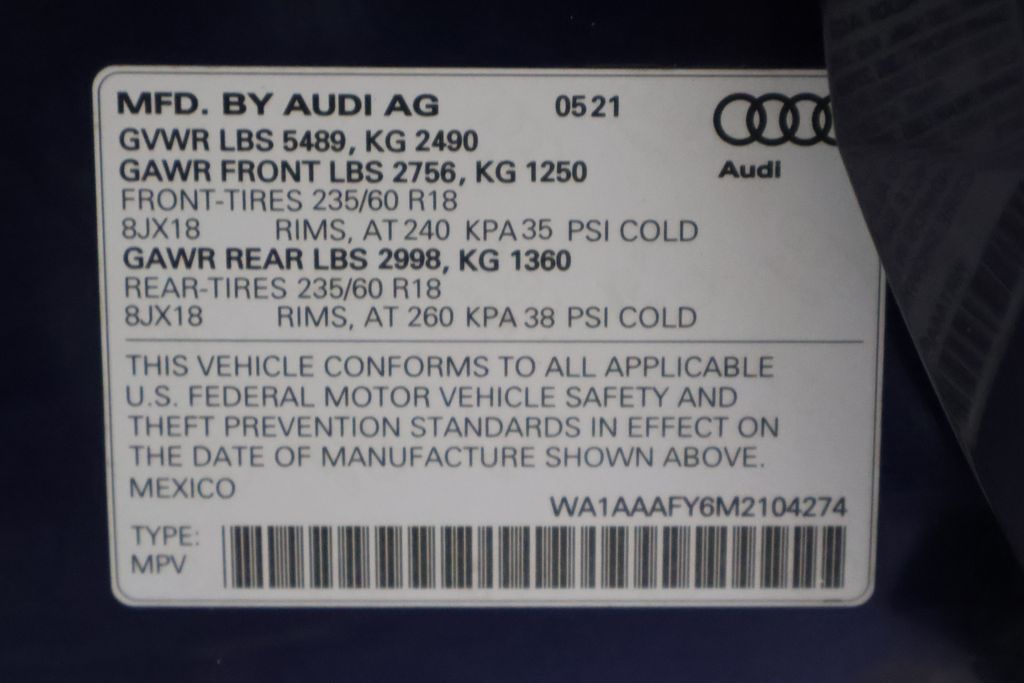 MFD. BY AUDI AG 0521
GVWR LBS 5489, KG 2490
GAWR FRONT LBS 2756, KG 1250
Audi
FRONT-TIRES 235/60 R18
8JX18 RIMS, AT 240 KPA 35 PSI COLD
GAWR REAR LBS 2998, KG 1360
REAR-TIRES 235/60 R18
8JX18 RIMS, AT 260 KPA 38 PSI COLD
THIS VEHICLE CONFORMS TO ALL APPLICABLE
U.S. FEDERAL MOTOR VEHICLE SAFETY AND
THEFT PREVENTION STANDARDS IN EFFECT ON
THE DATE OF MANUFACTURE SHOWN ABOVE.
MEXICO
WA1AAAFY6M2104274
TYPE:
MPV